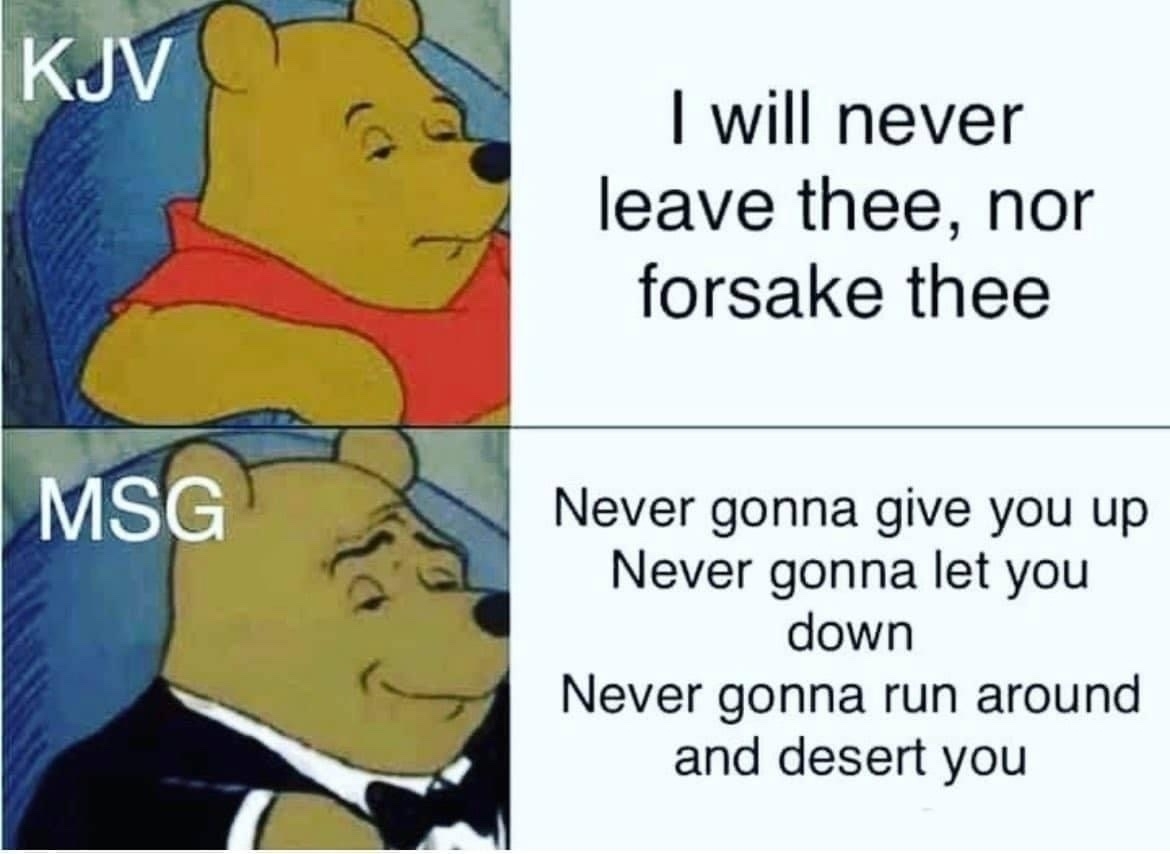 KJV
I will never
leave thee, nor
forsake thee
MSG
Never gonna give you up
Never gonna let you
down
Never gonna run around
and desert you